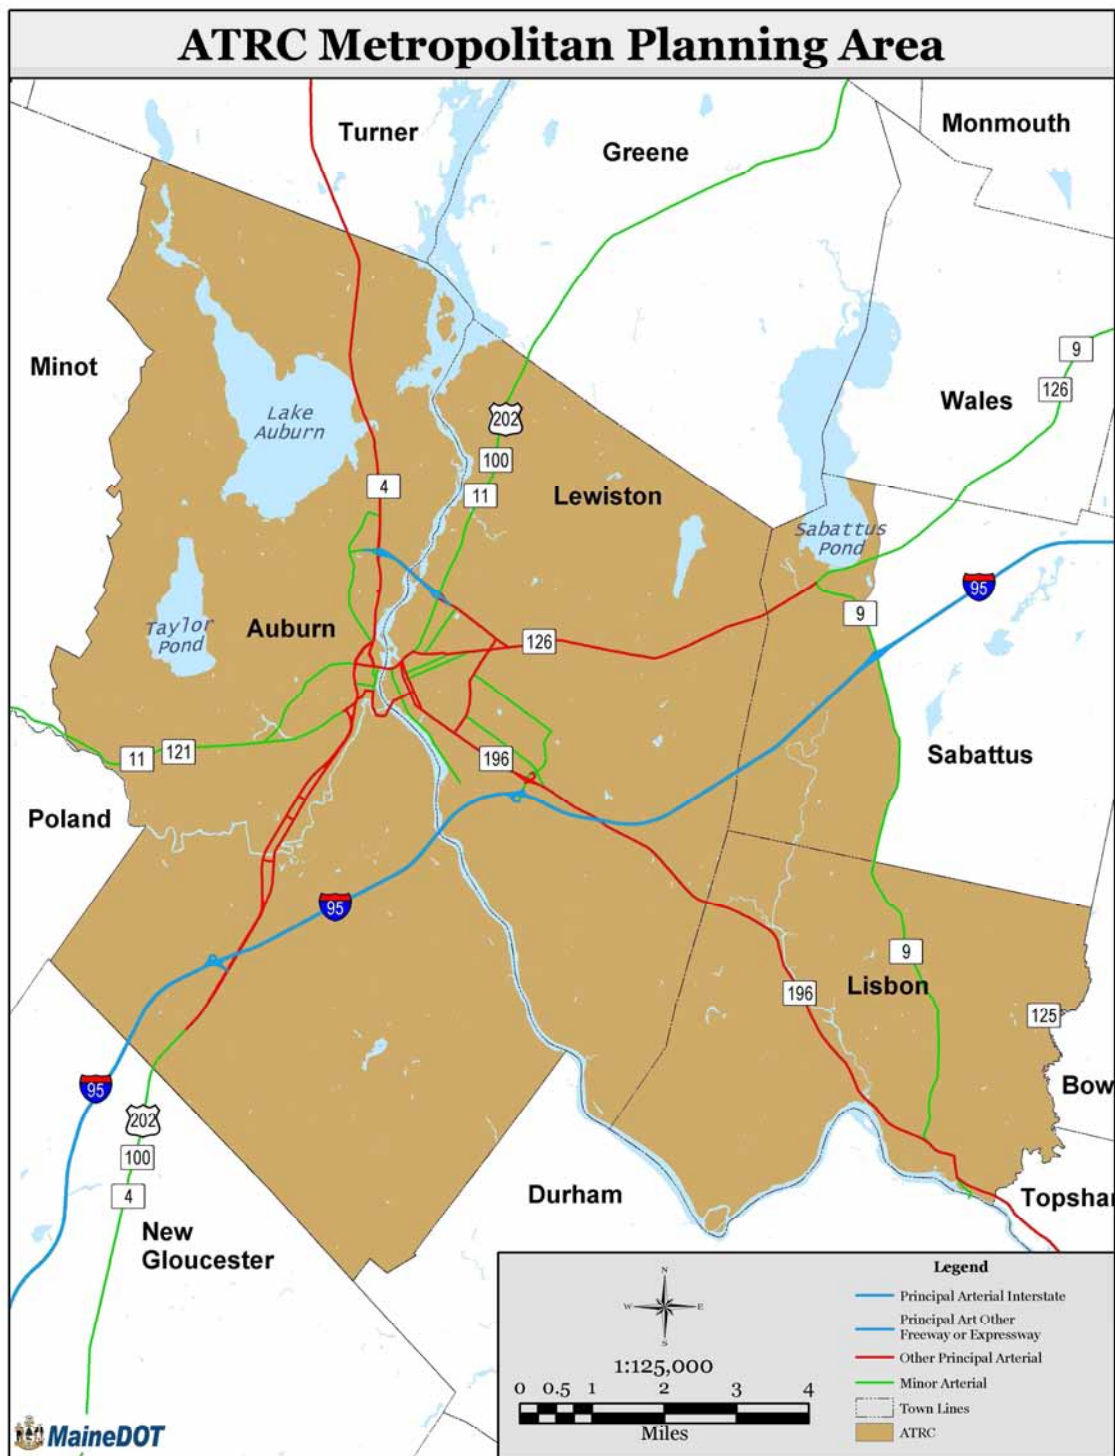 ATRC Metropolitan Planning Area
Turner
Greene
Monmouth
Minot
9
126
Wales
Lake
Auburn
202
100
11
4
Lewiston
Sabattus
Pond
95
9
Taylor
Pond
Auburn
126
11
121
196
Sabattus
Poland
95
9
196
Lisbon
125
95
Bow
202
100
4
Durham
Topsham
New
Gloucester
Legend
N
W
E
S
Principal Arterial Interstate
Principal Art Other
Freeway or Expressway
1:125,000
Other Principal Arterial
0 0.5 1 2 3 4
Minor Arterial
Town Lines
Miles
ATRC
MaineDOT